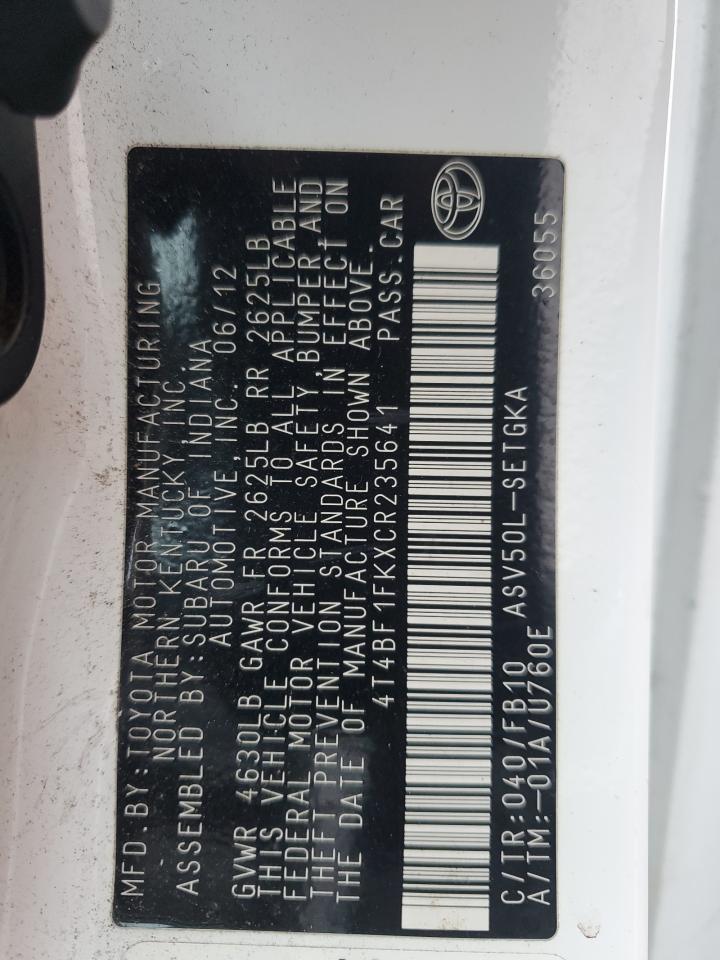 MFD.BY:TOYOTA MOTOR MANUFACTURING
NORTHERN KENTUCKY,INC.
ASSEMBLED BY:SUBARU OF INDIANA
AUTOMOTIVE,INC. 06/12
GVWR 4630LB GAWR FR 2625LB RR 2625LB
THIS VEHICLE CONFORMS TO ALL APPLICABLE
FEDERAL MOTOR VEHICLE SAFETY,BUMPER,AND
THEFT PREVENTION STANDARDS IN EFFECT ON
THE DATE OF MANUFACTURE SHOWN ABOVE.
4T4BF1FKXCR235641 PASS.CAR
C/TR:040/FB10 ASV50L-SETGKA
A/TM:-01A/U760E 36055